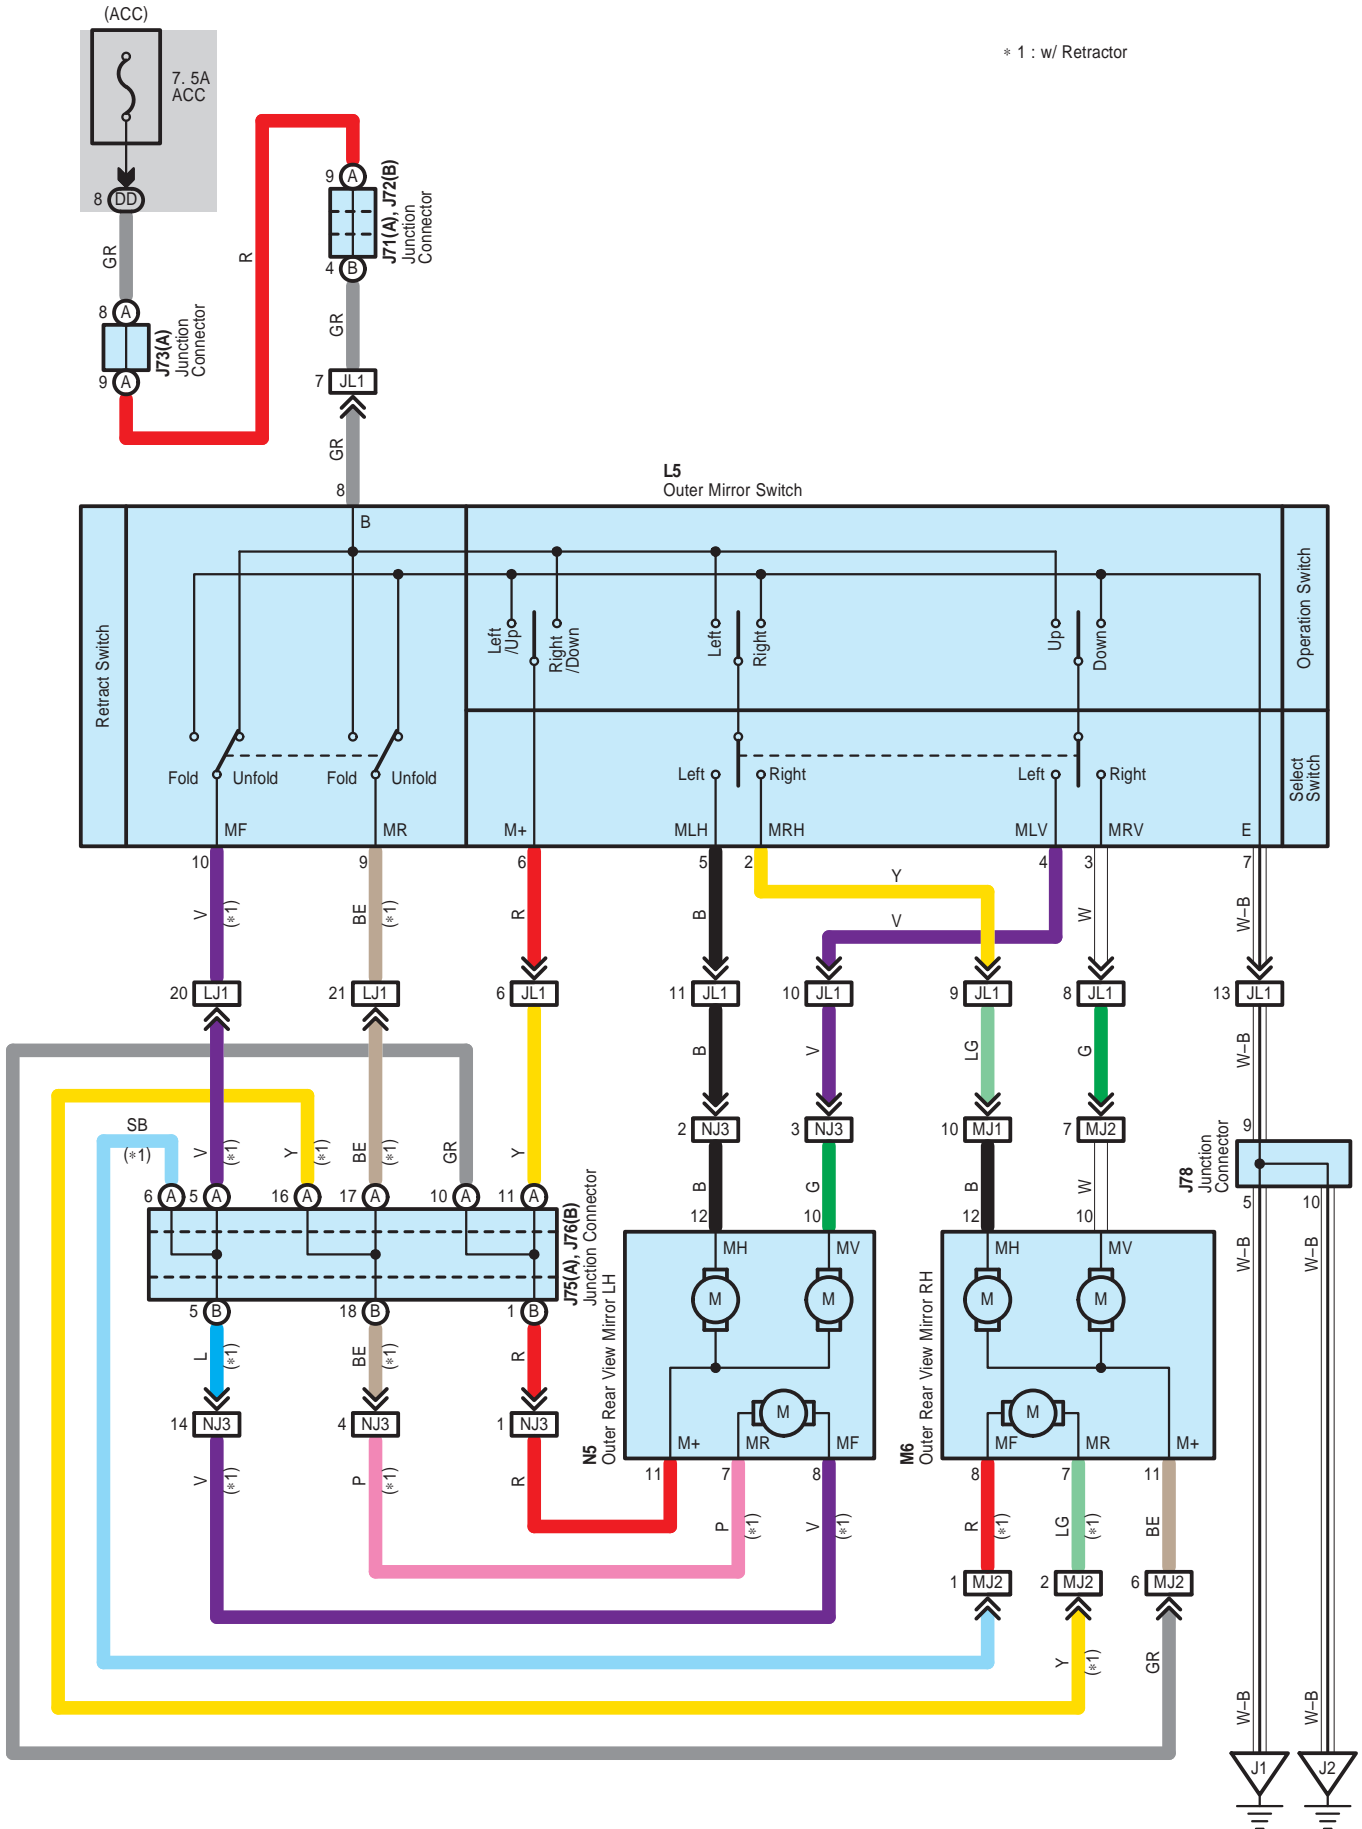 (ACC)
* 1 : w/ Retractor
7. 5A
ACC
8 DD
GR
R
9 A
J71(A), J72(B)
Junction
Connector
4 B
8 A
J73(A)
Junction
Connector
9 A
GR
7 JL1
GR
8
L5
Outer Mirror Switch
B
Retract Switch
Operation Switch
Select
Switch
Left
/Up
Right
/Down
Left
Right
Up
Down
Fold
Unfold
Fold
Unfold
Left
Right
Left
Right
MF
MR
M+
MLH
MRH
MLV
MRV
E
10
9
6
5
2
4
3
7
V
(*1)
BE
(*1)
R
B
Y
V
W
W–B
20 LJ1
21 LJ1
6 JL1
11 JL1
10 JL1
9 JL1
8 JL1
13 JL1
B
V
LG
G
W–B
2 NJ3
3 NJ3
10 MJ1
7 MJ2
9
SB
(*1)
V
(*1)
Y
(*1)
BE
(*1)
GR
Y
B
G
B
W
J78
Junction
Connector
6 A
5 A
16 A
17 A
10 A
11 A
12
10
12
10
5
10
J75(A), J76(B)
Junction Connector
MH
MV
MH
MV
W–B
W–B
5 B
18 B
1 B
M
M
M
M
L
(*1)
BE
(*1)
R
N5
Outer Rear View Mirror LH
M6
Outer Rear View Mirror RH
14 NJ3
4 NJ3
1 NJ3
M
M
M+
MR
MF
MF
MR
M+
11
7
8
8
7
11
V
(*1)
P
(*1)
R
P
(*1)
V
(*1)
R
(*1)
LG
(*1)
BE
1 MJ2
2 MJ2
6 MJ2
Y
(*1)
GR
W–B
W–B
J1
J2